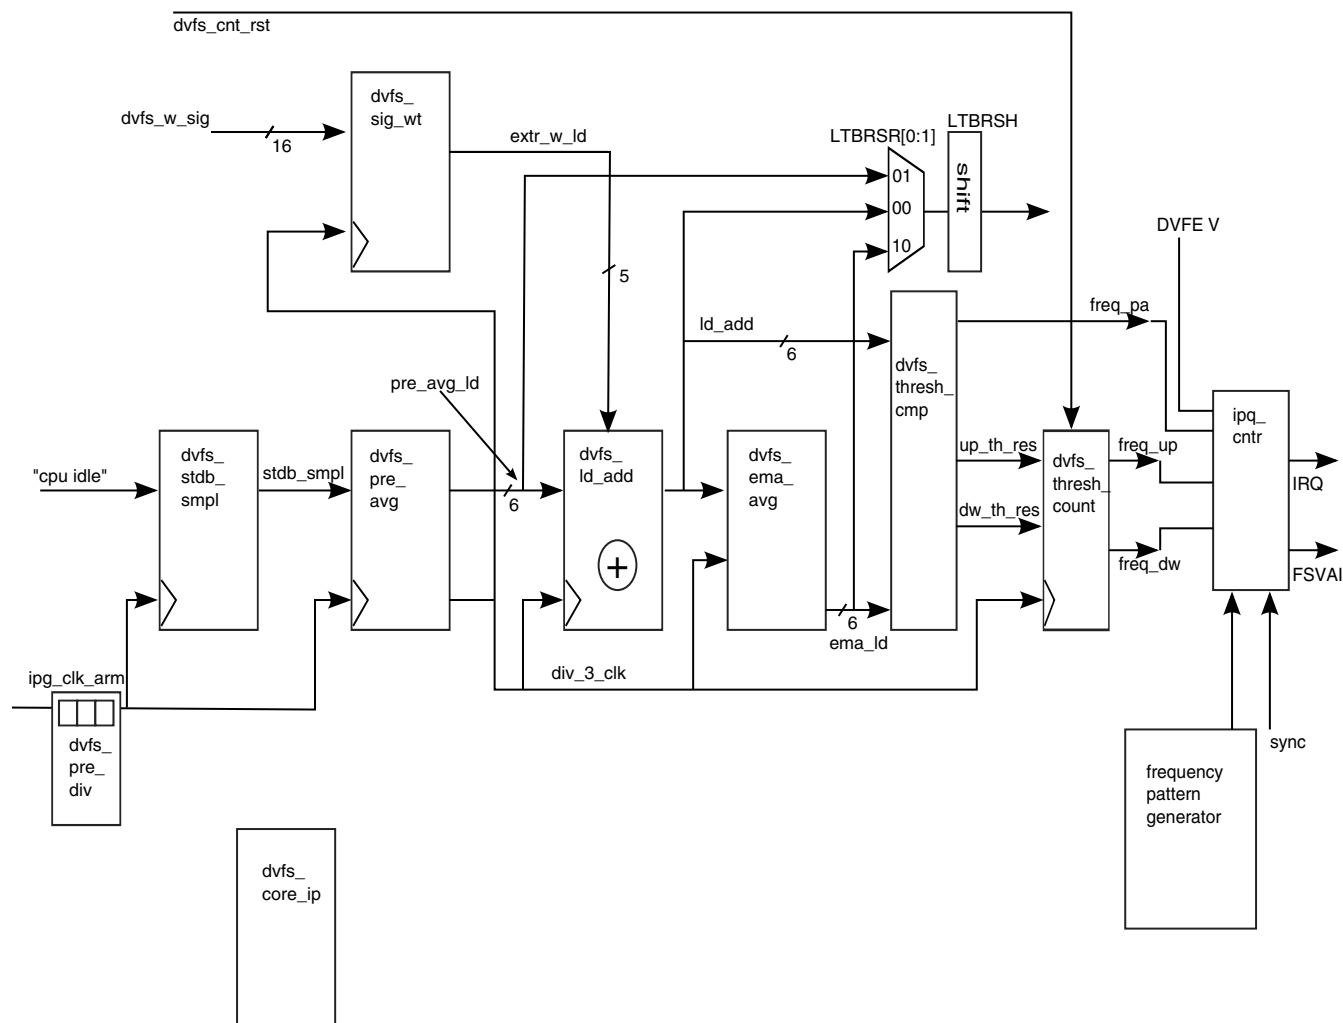 dvfs_cnt_rst
dvfs_
sig_wt
dvfs_w_sig
16
extr_w_ld
5
LTBRSR[0:1]
LTBRSH
01
00
10
shift
DVFE V
freq_pa
ld_add
6
dvfs_
thresh_
cmp
pre_avg_ld
6
"cpu idle"
dvfs_
stdb_
smpl
stdb_smpl
dvfs_
pre_
avg
dvfs_
ld_add
+
dvfs_
ema_
avg
6
ema_ld
up_th_res
dw_th_res
dvfs_
thresh_
count
freq_up
freq_dw
ipq_
cntr
IRQ
FSVAI
ipg_clk_arm
div_3_clk
dvfs_
pre_
div
sync
frequency
pattern
generator
dvfs_
core_ip